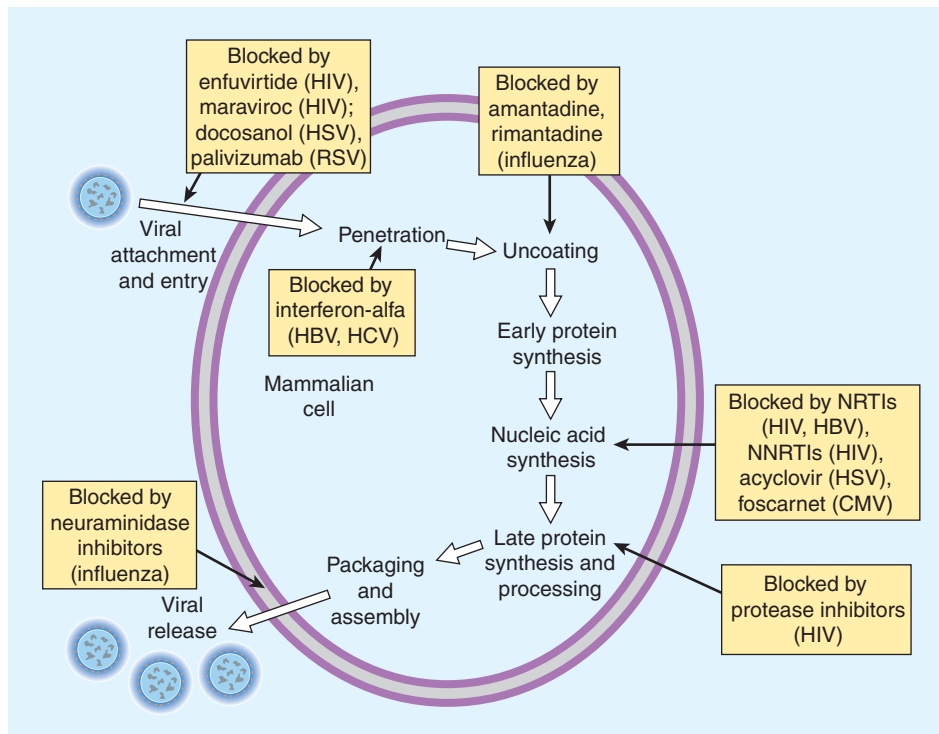 Blocked by
enfuvirtide (HIV),
maraviroc (HIV);
docosanol (HSV),
palivizumab (RSV)
Blocked by
amantadine,
rimantadine
(influenza)
Viral
attachment
and entry
Penetration
Uncoating
Blocked by
interferon-alfa
(HBV, HCV)
Early protein
synthesis
Mammalian
cell
Nucleic acid
synthesis
Blocked by NRTIs
(HIV, HBV),
NNRTIs (HIV),
acyclovir (HSV),
foscarnet (CMV)
Late protein
synthesis and
processing
Blocked by
protease inhibitors
(HIV)
Packaging
and
assembly
Blocked by
neuraminidase
inhibitors
(influenza)
Viral
release